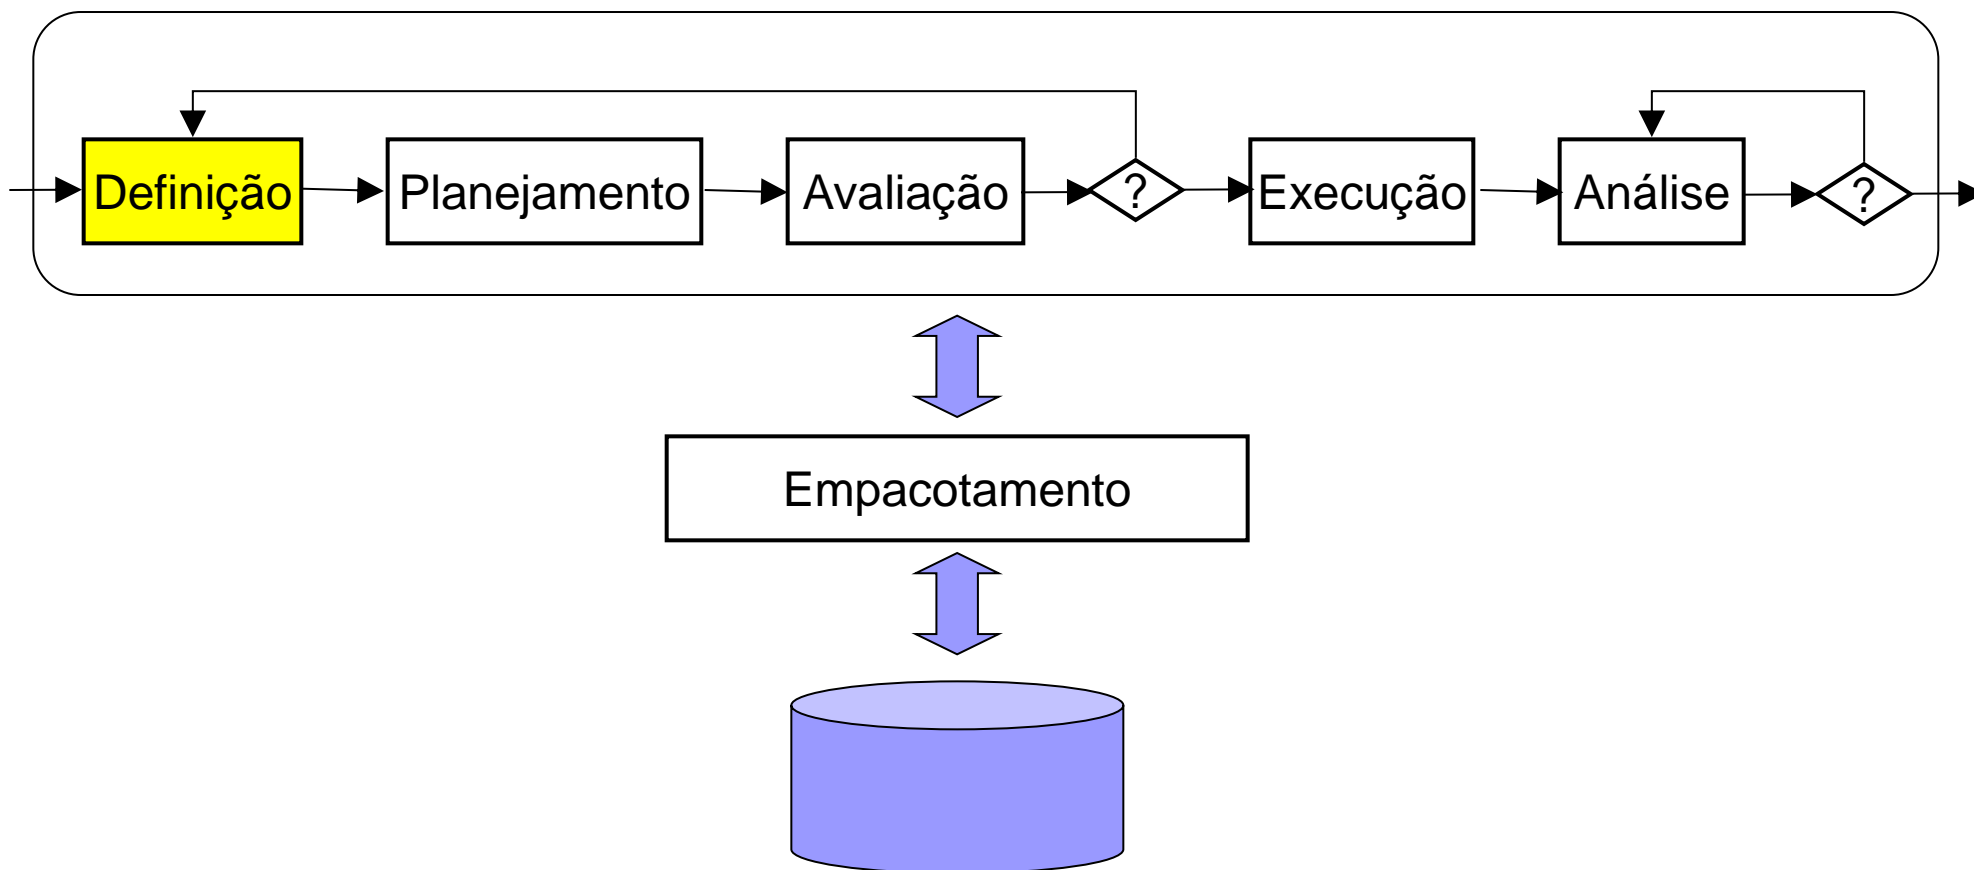 Definição
Planejamento
Avaliação
?
Execução
Análise
?
Empacotamento